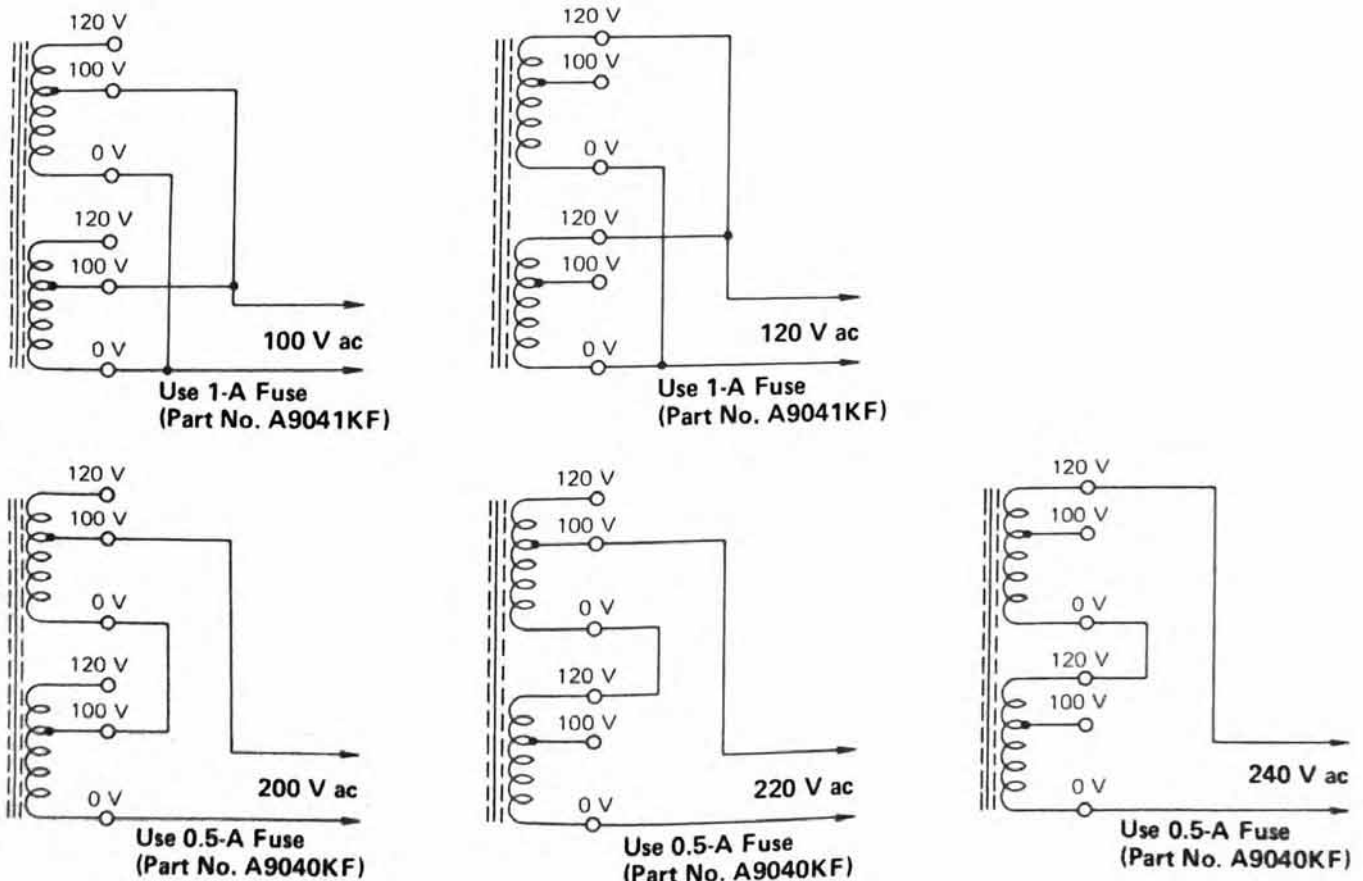 120 V
100 V
0 V
120 V
100 V
0 V
100 V ac
Use 1-A Fuse
(Part No. A9041KF)
120 V
100 V
0 V
120 V
100 V
0 V
120 V ac
Use 1-A Fuse
(Part No. A9041KF)
120 V
100 V
0 V
120 V
100 V
0 V
200 V ac
Use 0.5-A Fuse
(Part No. A9040KF)
120 V
100 V
0 V
120 V
100 V
0 V
220 V ac
Use 0.5-A Fuse
(Part No. A9040KF)
120 V
100 V
0 V
120 V
100 V
0 V
240 V ac
Use 0.5-A Fuse
(Part No. A9040KF)